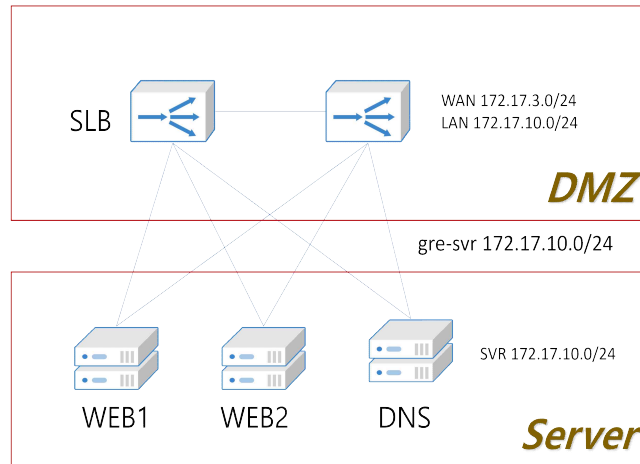 SLB
WAN 172.17.3.0/24
LAN 172.17.10.0/24
DMZ
gre-svr 172.17.10.0/24
SVR 172.17.10.0/24
WEB1
WEB2
DNS
Server